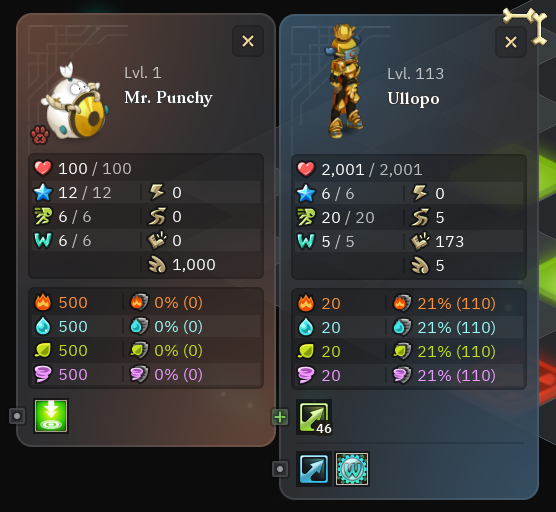 Lvl. 1
Mr. Punchy
100 / 100
12 / 12 0
6 / 6 0
6 / 6 0
1,000
500 0% (0)
500 0% (0)
500 0% (0)
500 0% (0)
Lvl. 113
Ullopo
2,001 / 2,001
6 / 6 0
20 / 20 5
5 / 5 173
5
20 21% (110)
20 21% (110)
20 21% (110)
20 21% (110)
46